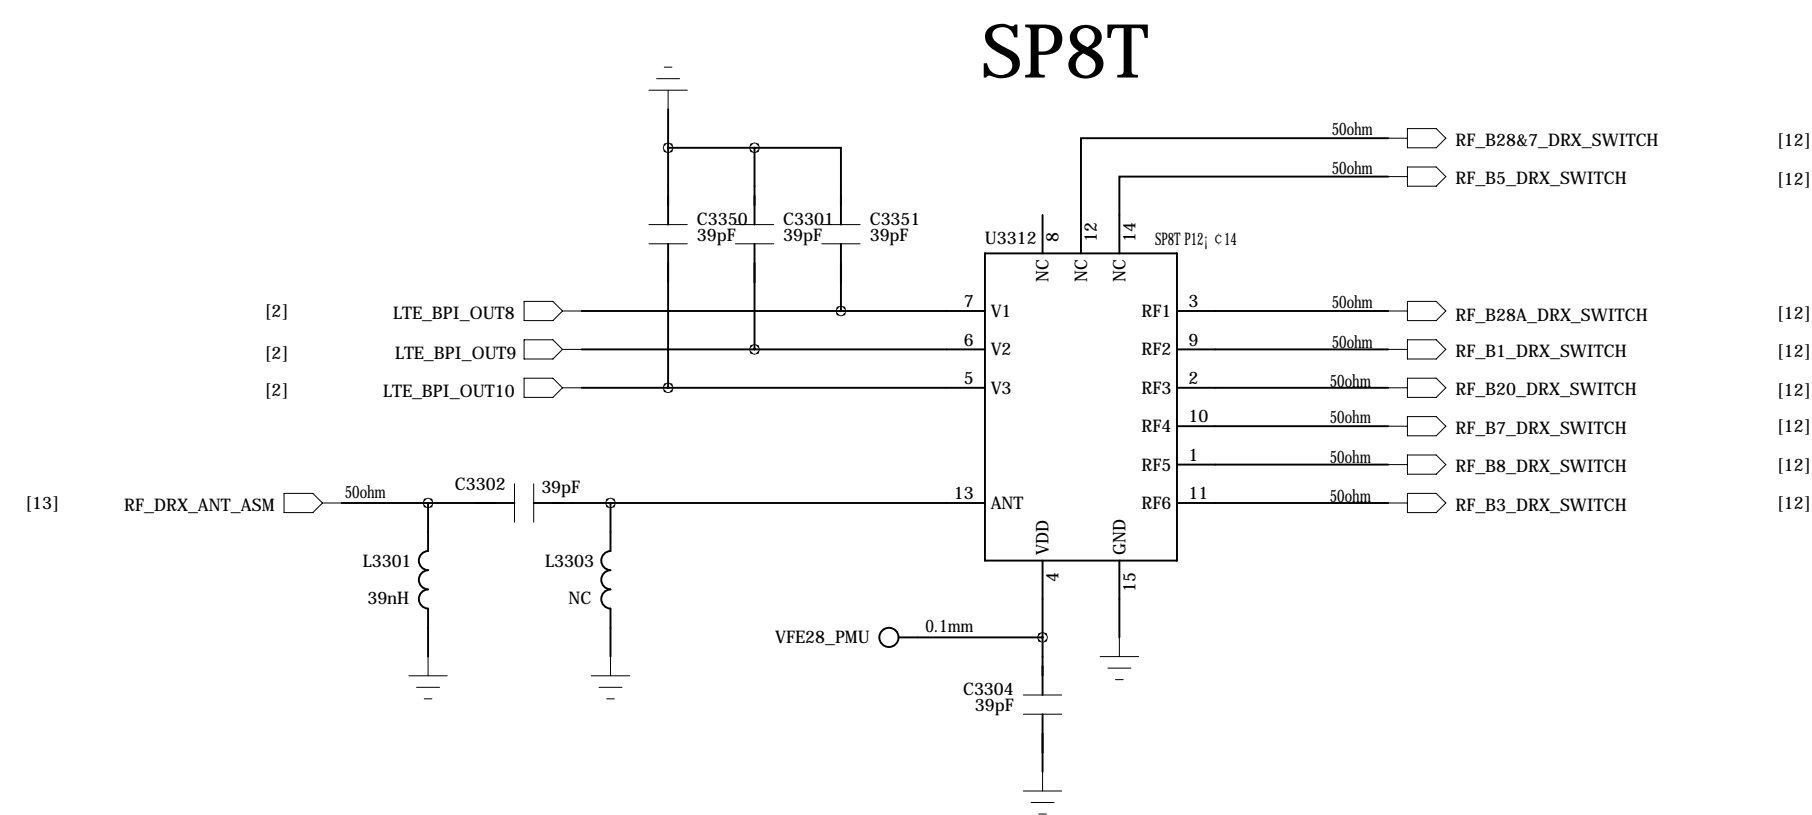 SP8T
50ohm RF_B28&7_DRX_SWITCH [12]
50ohm RF_B5_DRX_SWITCH [12]
C3350 C3301 C3351
39pF 39pF 39pF
U3312 8 12 14 SP8T P12¡¢14
NC NC NC
[2] LTE_BPI_OUT8 7 V1 RF1 3 50ohm RF_B28A_DRX_SWITCH [12]
[2] LTE_BPI_OUT9 6 V2 RF2 9 50ohm RF_B1_DRX_SWITCH [12]
[2] LTE_BPI_OUT10 5 V3 RF3 2 50ohm RF_B20_DRX_SWITCH [12]
RF4 10 50ohm RF_B7_DRX_SWITCH [12]
RF5 1 50ohm RF_B8_DRX_SWITCH [12]
[13] RF_DRX_ANT_ASM 50ohm C3302 39pF 13 ANT RF6 11 50ohm RF_B3_DRX_SWITCH [12]
VDD GND
L3301 L3303 4 15
39nH NC
VFE28_PMU 0.1mm
C3304
39pF